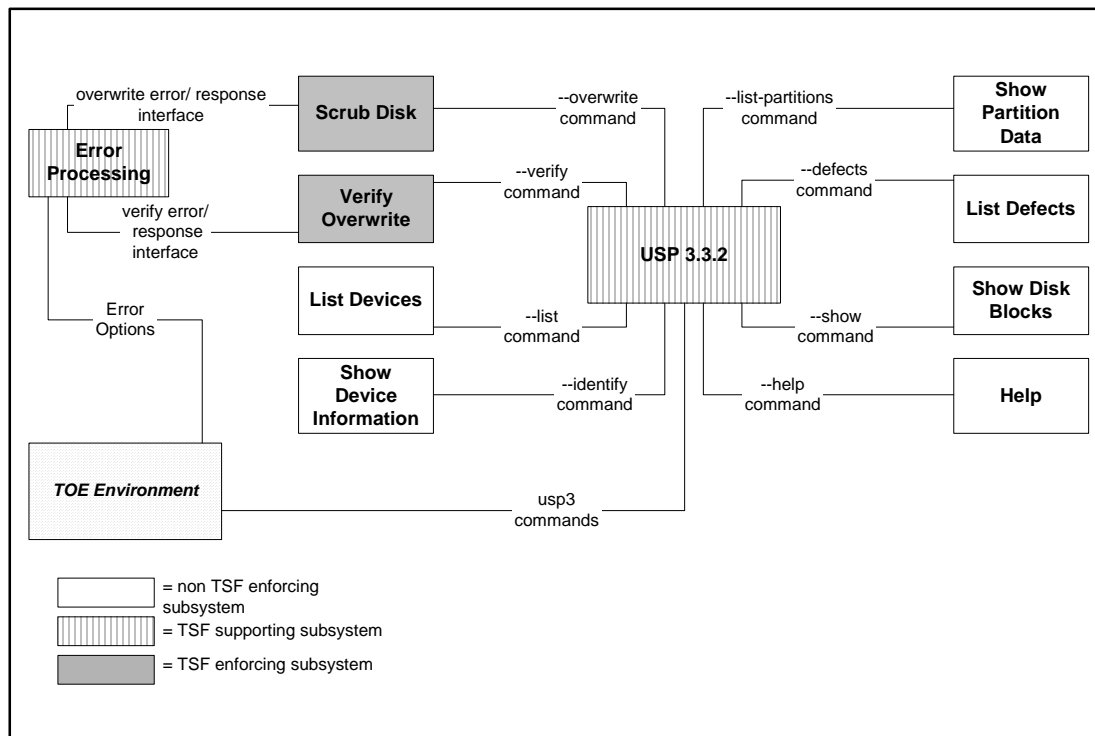 overwrite error/ response
interface
Scrub Disk
--overwrite
command
--list-partitions
command
Show
Partition
Data
Error
Processing
verify error/
response
interface
Verify
Overwrite
--verify
command
--defects
command
List Defects
USP 3.3.2
List Devices
--list
command
--show
command
Show Disk
Blocks
Error
Options
Show
Device
Information
--identify
command
--help
command
Help
TOE Environment
usp3
commands
= non TSF enforcing
subsystem
= TSF supporting subsystem
= TSF enforcing subsystem